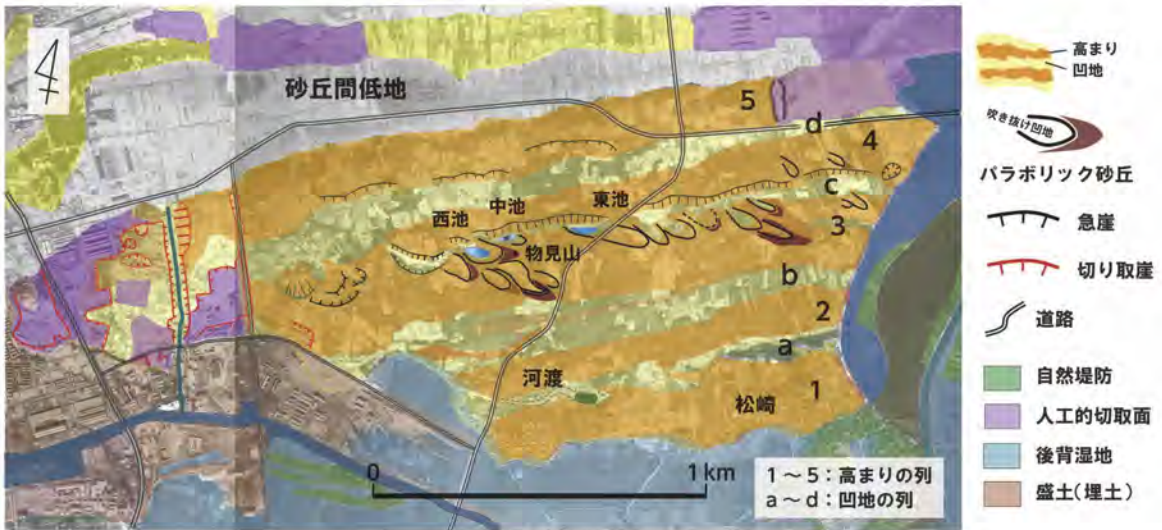 砂丘間低地
5
d
4
c
3
b
2
a
1
西池
中池
東池
物見山
河渡
松崎
0
1km
1～5：高まりの列
a～d：凹地の列
高まり
凹地
吹き抜け凹地
パラボリック砂丘
急崖
切り取崖
道路
自然堤防
人工的切取面
後背湿地
盛土(埋土)